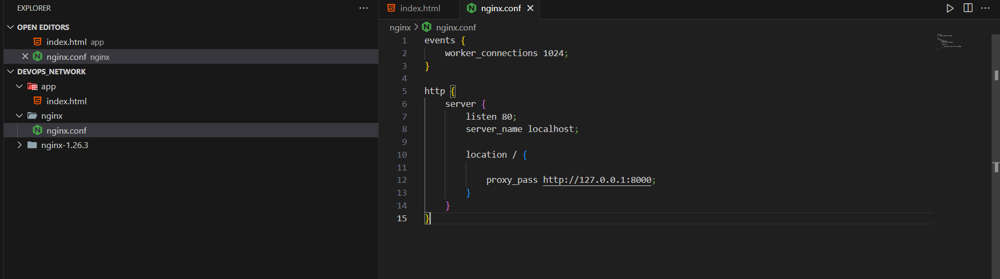 EXPLORER
OPEN EDITORS
index.html app
nginx.conf nginx
DEVOPS_NETWORK
app
index.html
nginx
nginx.conf
nginx-1.26.3
index.html
nginx.conf
nginx > nginx.conf
1 events {
2     worker_connections 1024;
3 }
4
5 http {
6     server {
7         listen 80;
8         server_name localhost;
9
10         location / {
11
12             proxy_pass http://127.0.0.1:8000;
13         }
14     }
15 }